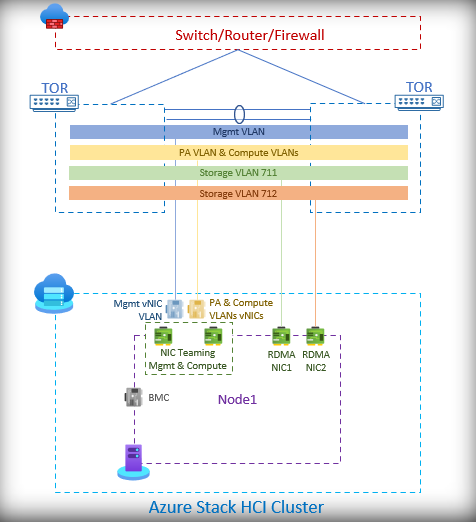 Switch/Router/Firewall
TOR
TOR
Mgmt VLAN
PA VLAN & Compute VLANs
Storage VLAN 711
Storage VLAN 712
Mgmt vNIC
VLAN
PA & Compute
VLANs vNICs
NIC Teaming
Mgmt & Compute
RDMA
NIC1
RDMA
NIC2
BMC
Node1
Azure Stack HCI Cluster